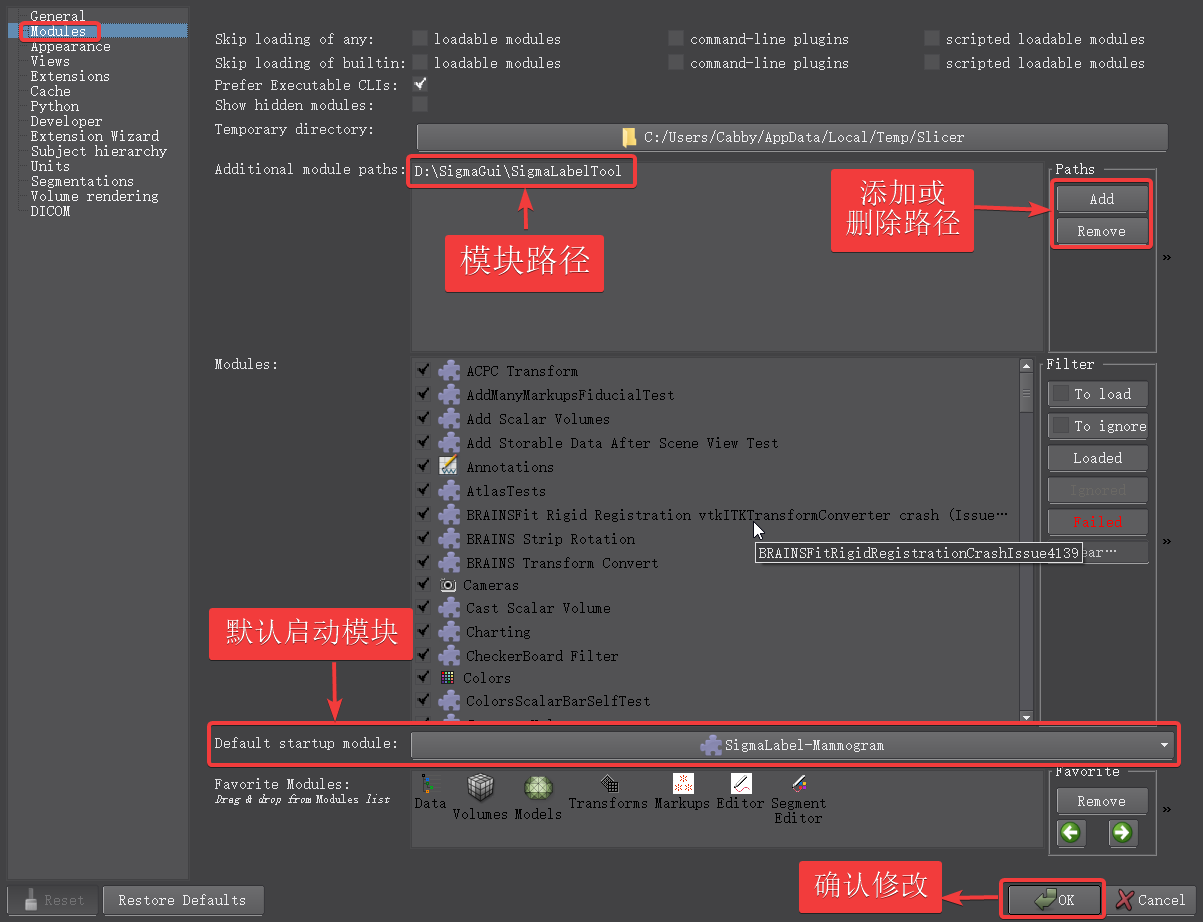 General
Modules
Appearance
Views
Extensions
Cache
Python
Developer
Extension Wizard
Subject hierarchy
Units
Segmentations
Volume rendering
DICOM
Skip loading of any: loadable modules command-line plugins scripted loadable modules
Skip loading of builtin: loadable modules command-line plugins scripted loadable modules
Prefer Executable CLIs:
Show hidden modules:
Temporary directory: C:/Users/Cabby/AppData/Local/Temp/Slicer
Additional module paths: D:\SigmaGui\SigmaLabelTool
模块路径
添加或
删除路径
Paths
Add
Remove
»
Modules:
ACPC Transform
AddManyMarkupsFiducialTest
Add Scalar Volumes
Add Storable Data After Scene View Test
Annotations
AtlasTests
BRAINSFit Rigid Registration vtkITKTransformConverter crash (Issue…
BRAINS Strip Rotation
BRAINSFitRigidRegistrationCrashIssue4139
BRAINS Transform Convert
Cameras
Cast Scalar Volume
Charting
CheckerBoard Filter
Colors
ColorsScalarBarSelfTest
Filter
To load
To ignore
Loaded
Ignored
Failed
»
默认启动模块
Default startup module: SigmaLabel-Mammogram
Favorite Modules:
Drag & drop from Modules list
Data
Volumes
Models
Transforms
Markups
Editor
Segment
Editor
Favorite
Remove
»
确认修改
Reset
Restore Defaults
OK
Cancel